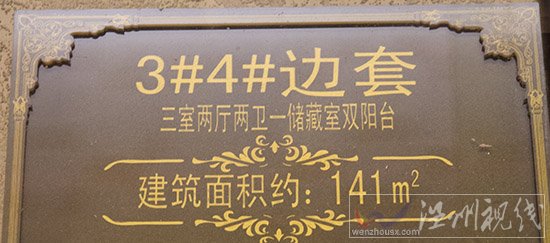 3#4#边套
三室两厅两卫一储藏室双阳台
建筑面积约：141m²
温州视线
wenzhousx.com